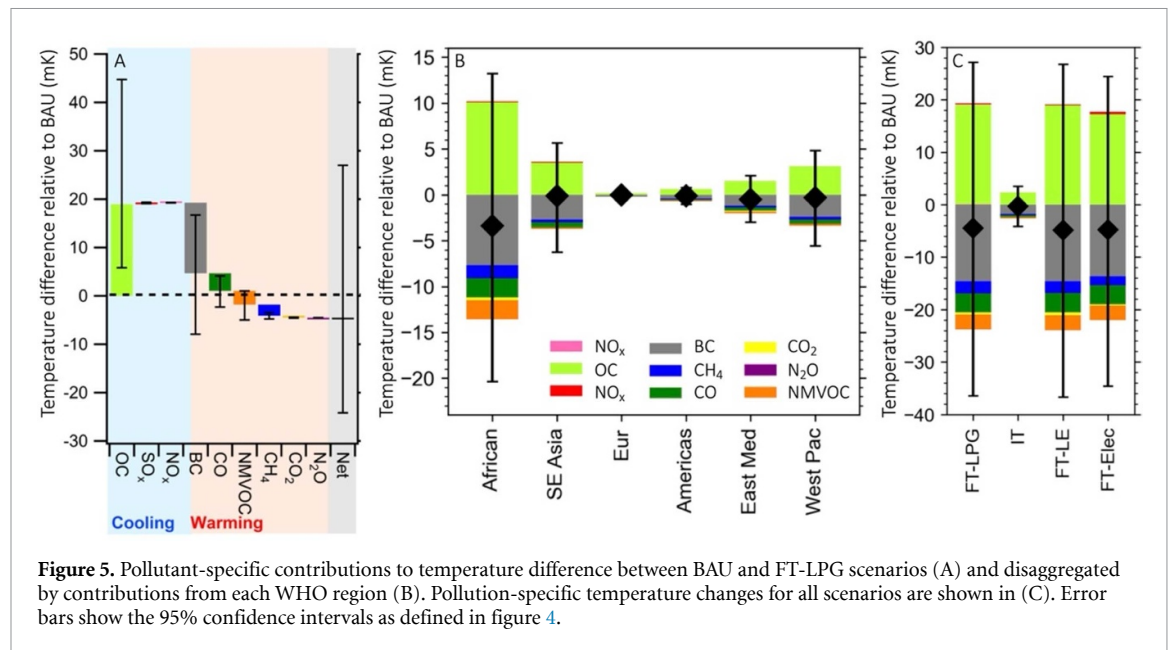 A
Temperature difference relative to BAU (mK)
50
40
30
20
10
0
-10
-20
-30
OC
SOx
NOx
BC
CO
NMVOC
CH4
CO2
N2O
Net
Cooling
Warming
B
Temperature difference relative to BAU (mK)
15
10
5
0
−5
−10
−15
−20
NOx BC CO2
OC CH4 N2O
NOx CO NMVOC
African
SE Asia
Eur
Americas
East Med
West Pac
C
Temperature difference relative to BAU (mK)
30
20
10
0
−10
−20
−30
−40
FT-LPG
IT
FT-LE
FT-Elec
Figure 5. Pollutant-specific contributions to temperature difference between BAU and FT-LPG scenarios (A) and disaggregated
by contributions from each WHO region (B). Pollution-specific temperature changes for all scenarios are shown in (C). Error
bars show the 95% confidence intervals as defined in figure 4.